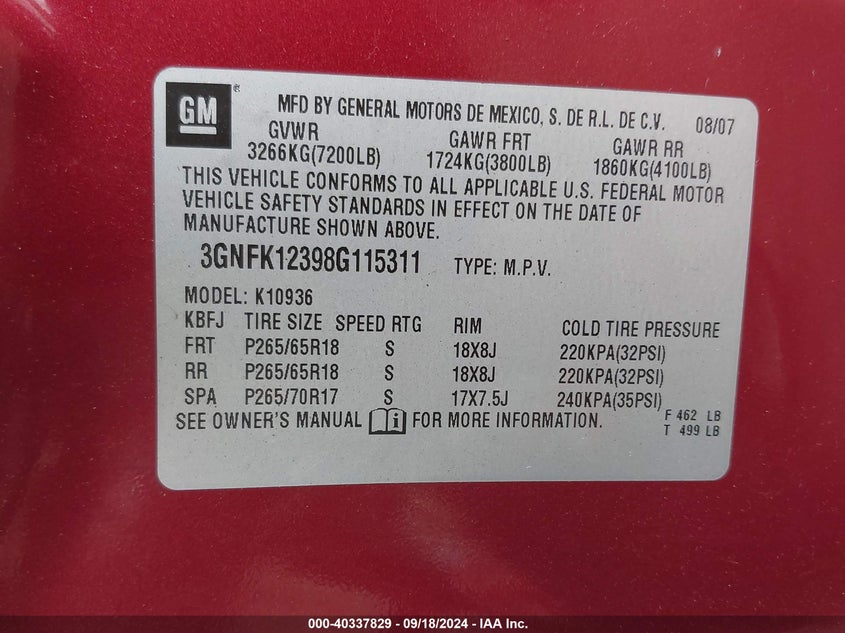 GM®
MFD BY GENERAL MOTORS DE MEXICO, S. DE R.L. DE C.V. 08/07
GVWR GAWR FRT GAWR RR
3266KG(7200LB) 1724KG(3800LB) 1860KG(4100LB)
THIS VEHICLE CONFORMS TO ALL APPLICABLE U.S. FEDERAL MOTOR
VEHICLE SAFETY STANDARDS IN EFFECT ON THE DATE OF
MANUFACTURE SHOWN ABOVE.
3GNFK12398G115311 TYPE: M.P.V.
MODEL: K10936
KBFJ TIRE SIZE SPEED RTG RIM COLD TIRE PRESSURE
FRT P265/65R18 S 18X8J 220KPA(32PSI)
RR P265/65R18 S 18X8J 220KPA(32PSI)
SPA P265/70R17 S 17X7.5J 240KPA(35PSI)
SEE OWNER'S MANUAL i FOR MORE INFORMATION.
F 462 LB
T 499 LB
000-40337829 - 09/18/2024 - IAA Inc.